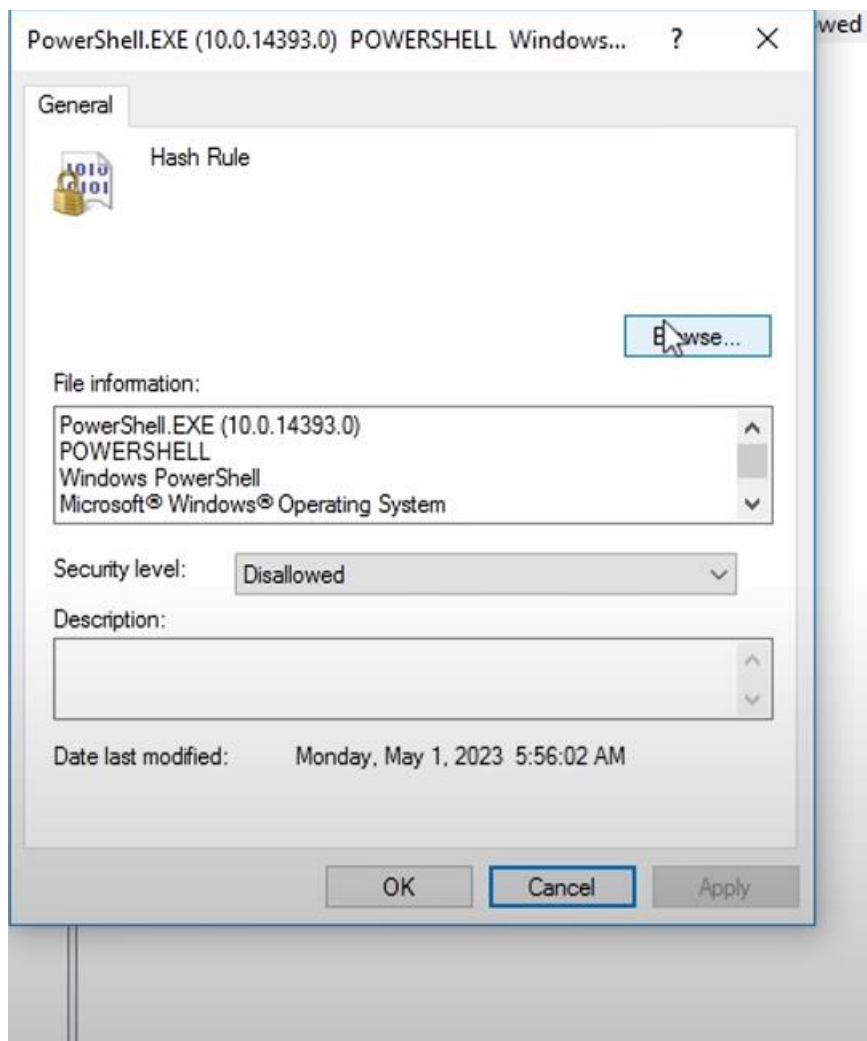 PowerShell.EXE (10.0.14393.0) POWERSHELL Windows... ?
General
Hash Rule
1010
0101
File information:
PowerShell.EXE (10.0.14393.0)
POWERSHELL
Windows PowerShell
Microsoft® Windows® Operating System
Security level: Disallowed
Description:
Date last modified: Monday, May 1, 2023 5:56:02 AM
OK Cancel Apply